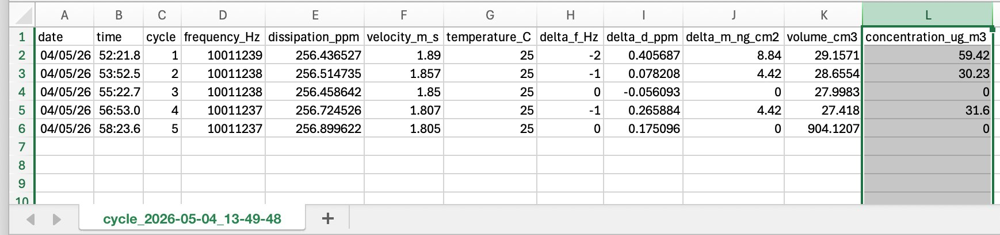 A B C D E F G H I J K L
1 date time cycle frequency_Hz dissipation_ppm velocity_m_s temperature_C delta_f_Hz delta_d_ppm delta_m_ng_cm2 volume_cm3 concentration_ug_m3
2 04/05/26 52:21.8 1 10011239 256.436527 1.89 25 -2 0.405687 8.84 29.1571 59.42
3 04/05/26 53:52.5 2 10011238 256.514735 1.857 25 -1 0.078208 4.42 28.6554 30.23
4 04/05/26 55:22.7 3 10011238 256.458642 1.85 25 0 -0.056093 0 27.9983 0
5 04/05/26 56:53.0 4 10011237 256.724526 1.807 25 -1 0.265884 4.42 27.418 31.6
6 04/05/26 58:23.6 5 10011237 256.899622 1.805 25 0 0.175096 0 904.1207 0
7
8
9
10
cycle_2026-05-04_13-49-48 +